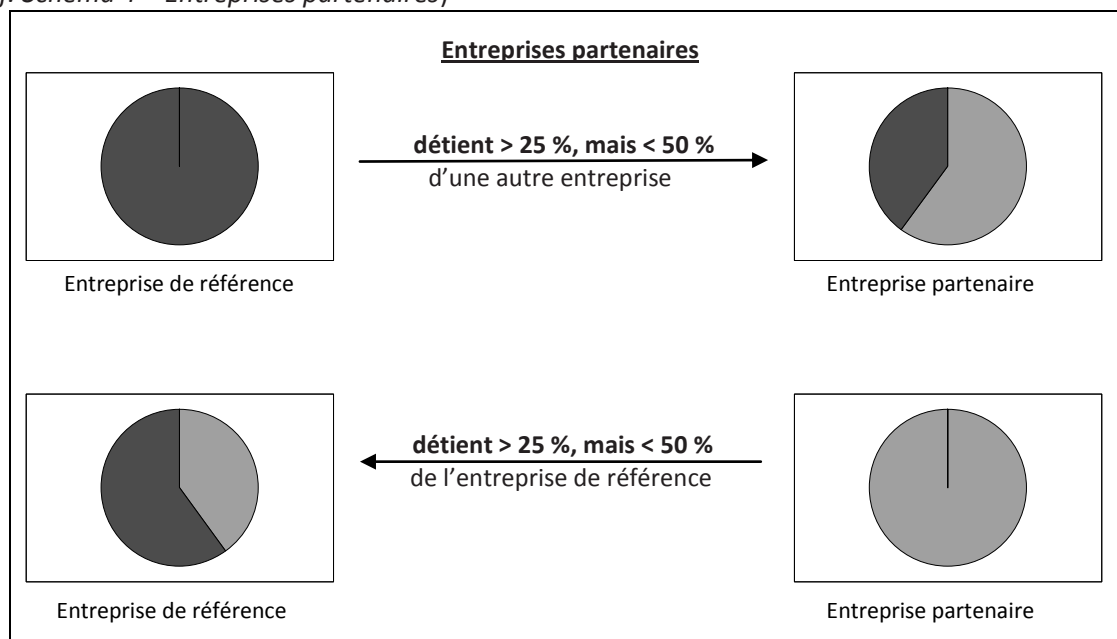 Entreprises partenaires
détient > 25 %, mais < 50 %
d’une autre entreprise
Entreprise de référence
Entreprise partenaire
détient > 25 %, mais < 50 %
de l’entreprise de référence
Entreprise de référence
Entreprise partenaire